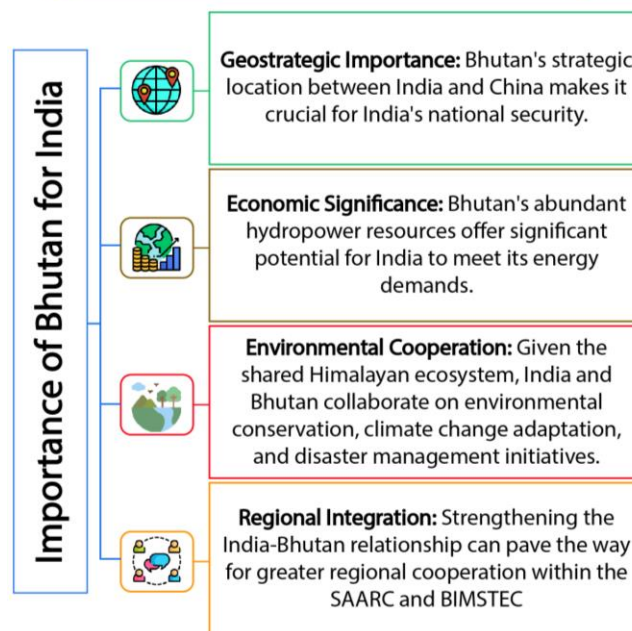 Importance of Bhutan for India
Geostrategic Importance: Bhutan's strategic
location between India and China makes it
crucial for India's national security.
Economic Significance: Bhutan's abundant
hydropower resources offer significant
potential for India to meet its energy
demands.
Environmental Cooperation: Given the
shared Himalayan ecosystem, India and
Bhutan collaborate on environmental
conservation, climate change adaptation,
and disaster management initiatives.
Regional Integration: Strengthening the
India-Bhutan relationship can pave the way
for greater regional cooperation within the
SAARC and BIMSTEC